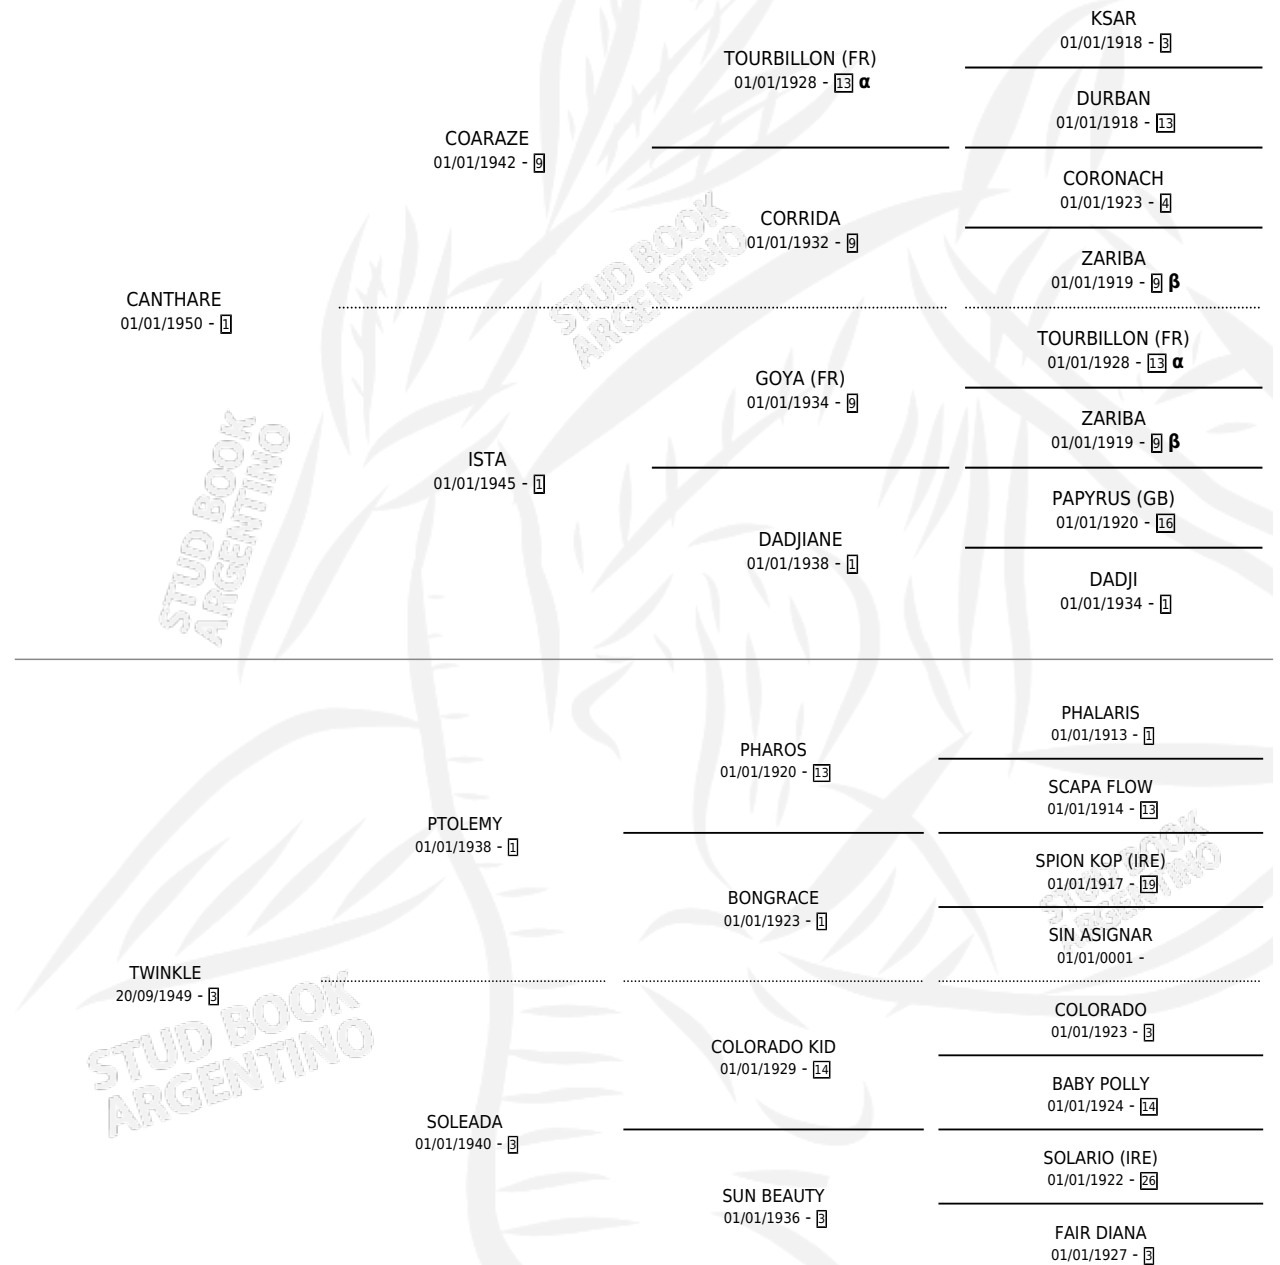 KSAR
01/01/1918 - 3
TOURBILLON (FR)
01/01/1928 - 13 α
DURBAN
01/01/1918 - 13
COARAZE
01/01/1942 - 9
CORONACH
01/01/1923 - 4
CORRIDA
01/01/1932 - 9
ZARIBA
01/01/1919 - 9 β
CANTHARE
01/01/1950 - 1
TOURBILLON (FR)
01/01/1928 - 13 α
GOYA (FR)
01/01/1934 - 9
ZARIBA
01/01/1919 - 9 β
ISTA
01/01/1945 - 1
PAPYRUS (GB)
01/01/1920 - 16
DADJIANE
01/01/1938 - 1
DADJI
01/01/1934 - 1
PHALARIS
01/01/1913 - 1
PHAROS
01/01/1920 - 13
SCAPA FLOW
01/01/1914 - 13
PTOLEMY
01/01/1938 - 1
SPION KOP (IRE)
01/01/1917 - 19
BONGRACE
01/01/1923 - 1
SIN ASIGNAR
01/01/0001 -
TWINKLE
20/09/1949 - 3
COLORADO
01/01/1923 - 3
COLORADO KID
01/01/1929 - 14
BABY POLLY
01/01/1924 - 14
SOLEADA
01/01/1940 - 3
SOLARIO (IRE)
01/01/1922 - 26
SUN BEAUTY
01/01/1936 - 3
FAIR DIANA
01/01/1927 - 3
STUD BOOK
ARGENTINO
STUD BOOK
ARGENTINO
STUD BOOK
ARGENTINO
STUD BOOK
ARGENTINO